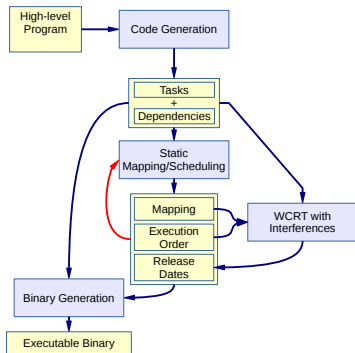 High-level
Program
Code Generation
Tasks
+
Dependencies
Static
Mapping/Scheduling
Mapping
Execution
Order
Release
Dates
WCRT with
Interferences
Binary Generation
Executable Binary